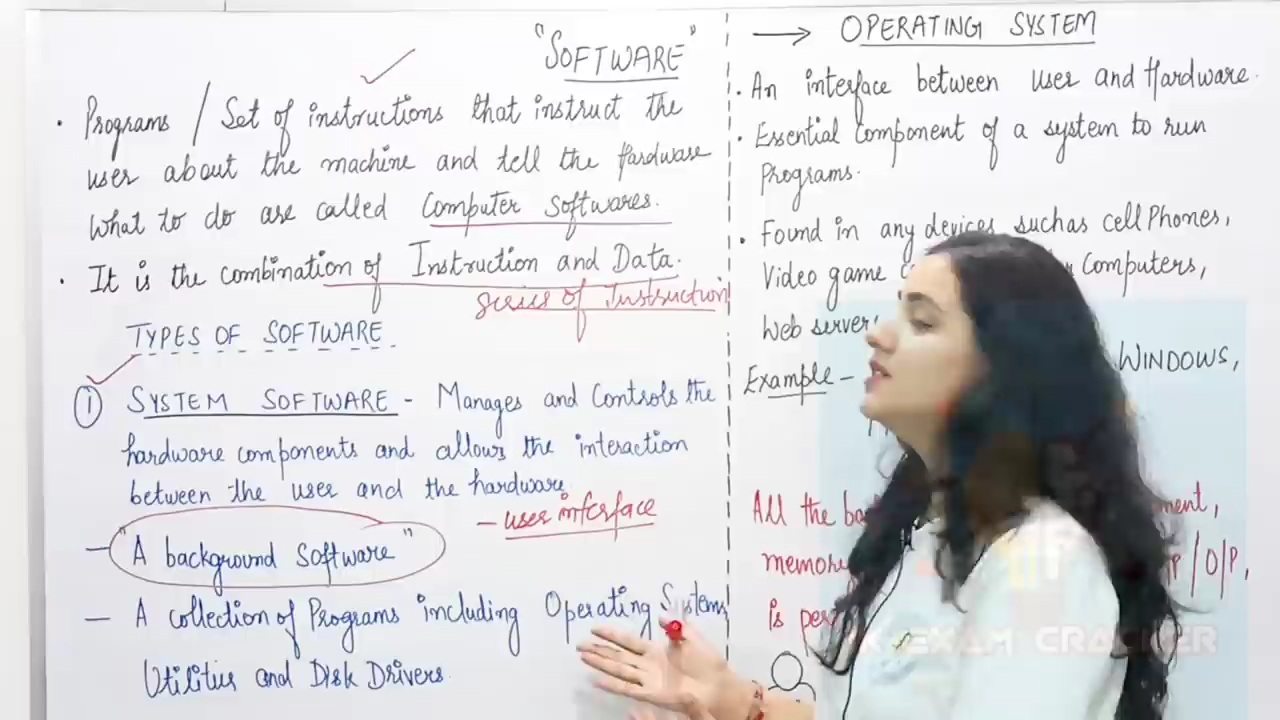 "SOFTWARE"
• Programs / Set of instructions that instruct the
user about the machine and tell the Hardware
What to do are called Computer Softwares.
• It is the combination of Instruction and Data.
series of Instruction
TYPES OF SOFTWARE
(i) SYSTEM SOFTWARE - Manages and Controls the
hardware components and allows the interaction
between the user and the hardware
- user interface
- "A background Software"
- A collection of Programs including Operating Systems,
Utilities and Disk Drivers.
→ OPERATING SYSTEM
• An interface between user and Hardware.
• Essential Component of a system to run
Programs.
• Found in any devices such as cell Phones,
Video game Computers,
Web server
Example - WINDOWS,
All the
memory I/O/P,
is
EXAM CRACKER